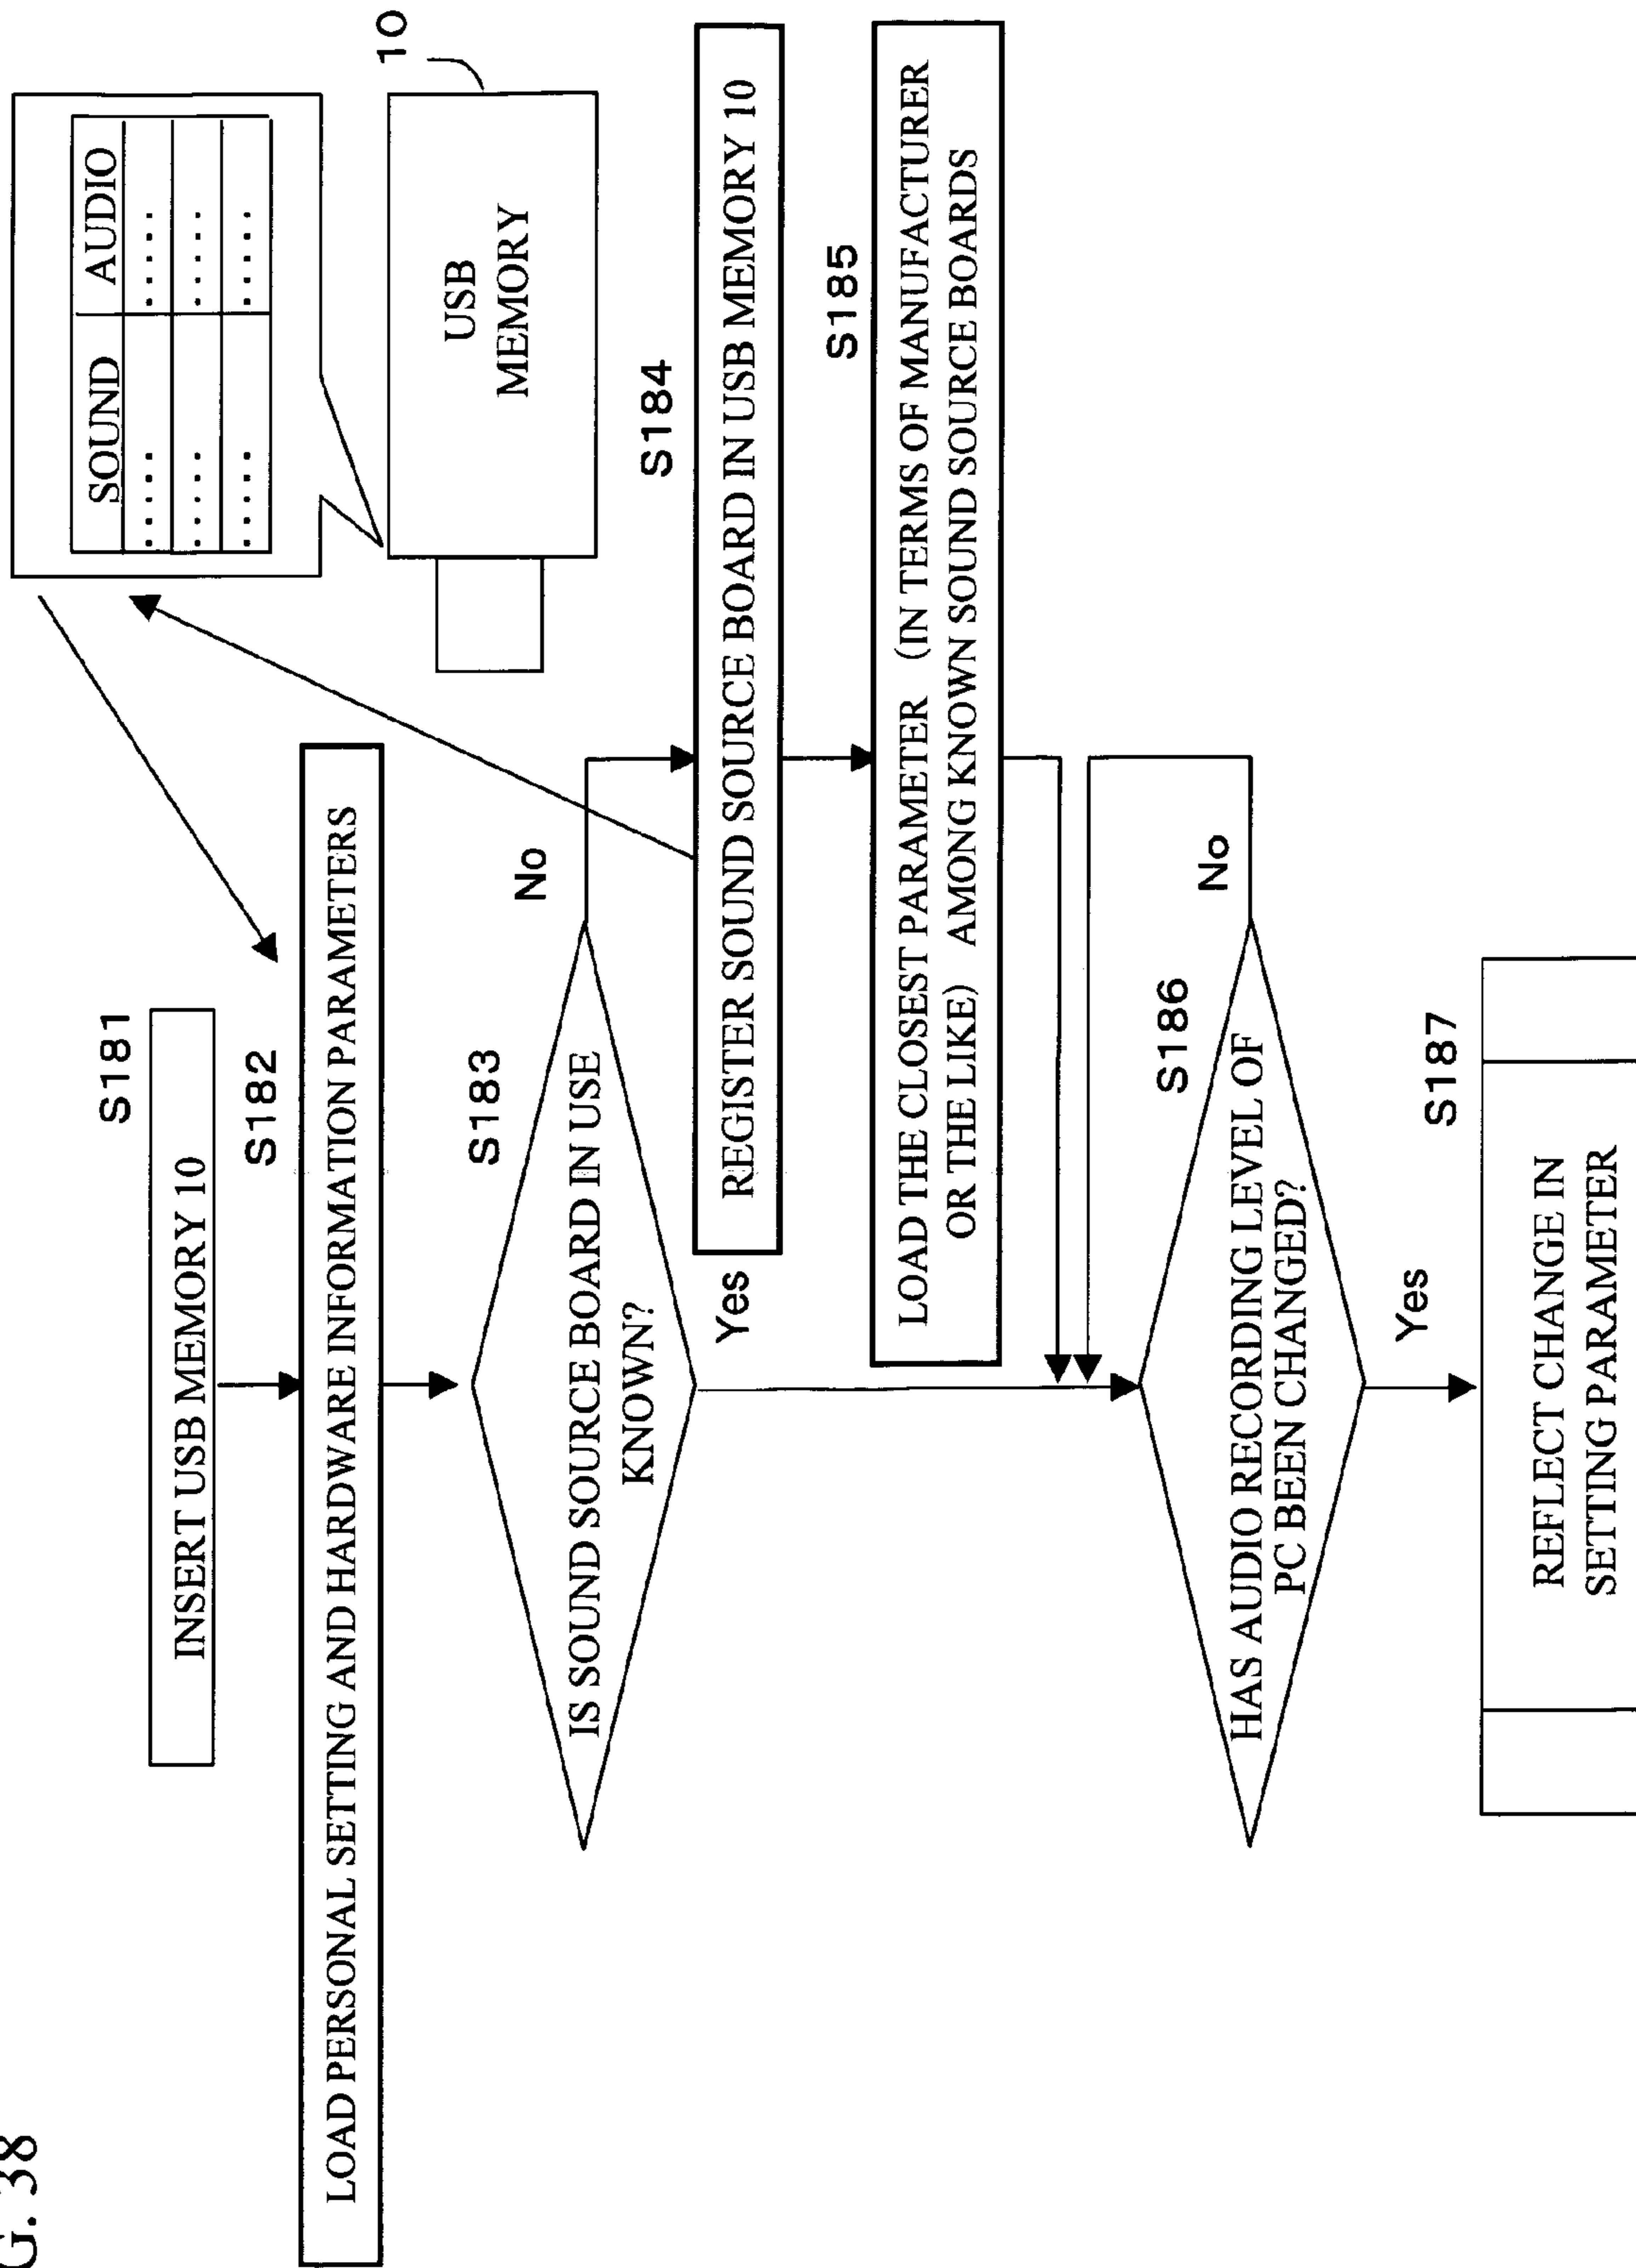 G. 38
S181
INSERT USB MEMORY 10
SOUND AUDIO
..... .....
..... .....
..... .....
10
USB
MEMORY
S182
LOAD PERSONAL SETTING AND HARDWARE INFORMATION PARAMETERS
S183
IS SOUND SOURCE BOARD IN USE
KNOWN?
No
Yes
S184
REGISTER SOUND SOURCE BOARD IN USB MEMORY 10
S185
LOAD THE CLOSEST PARAMETER (IN TERMS OF MANUFACTURER
OR THE LIKE) AMONG KNOWN SOUND SOURCE BOARDS
S186
HAS AUDIO RECORDING LEVEL OF
PC BEEN CHANGED?
No
Yes
S187
REFLECT CHANGE IN
SETTING PARAMETER